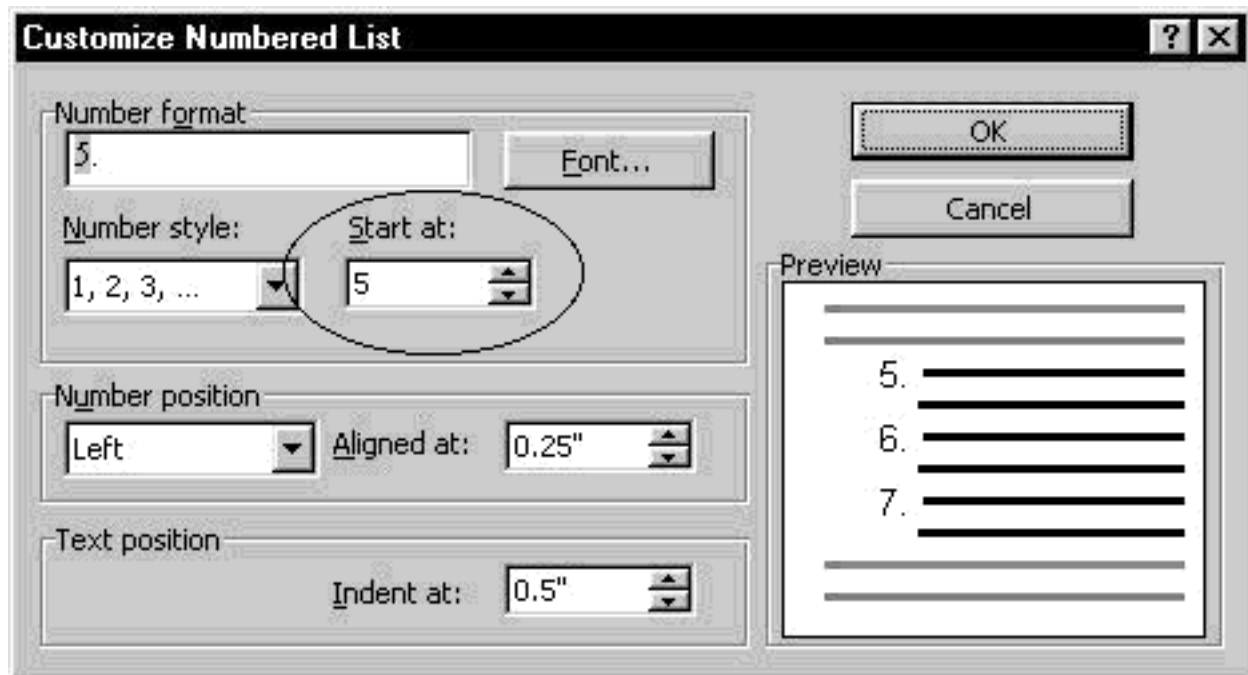 Customize Numbered List
Number format
5.
Font...
OK
Cancel
Number style:
Start at:
1, 2, 3, ...
5
Preview
5.
6.
7.
Number position
Left
Aligned at:
0.25"
Text position
Indent at:
0.5"